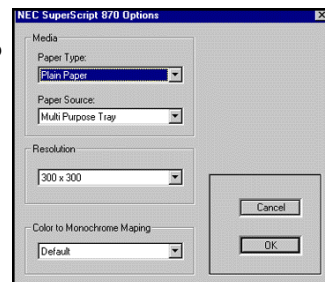 NEC SuperScript 870 Options
Media
Paper Type:
Plain Paper
Paper Source:
Multi Purpose Tray
Resolution
300 x 300
Color to Monochrome Maping
Default
Cancel
OK